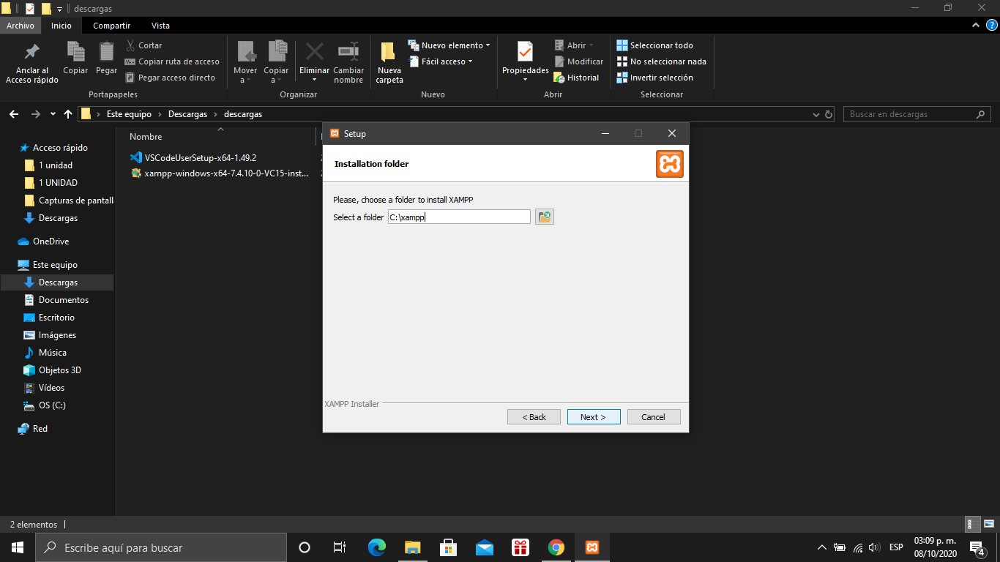 descargas
Archivo Inicio Compartir Vista
Anclar al Acceso rápido
Copiar
Pegar
Cortar
Copiar ruta de acceso
Pegar acceso directo
Portapapeles
Mover a
Copiar a
Eliminar
Cambiar nombre
Organizar
Nueva carpeta
Nuevo elemento
Fácil acceso
Nuevo
Propiedades
Abrir
Modificar
Historial
Abrir
Seleccionar todo
No seleccionar nada
Invertir selección
Seleccionar
Este equipo > Descargas > descargas
Buscar en descargas
Acceso rápido
1 unidad
1 UNIDAD
Capturas de pantall
Descargas
OneDrive
Este equipo
Descargas
Documentos
Escritorio
Imágenes
Música
Objetos 3D
Vídeos
OS (C:)
Red
Nombre
VSCodeUserSetup-x64-1.49.2
xampp-windows-x64-7.4.10-0-VC15-inst...
Setup
Installation folder
Please, choose a folder to install XAMPP
Select a folder C:\xampp
XAMPP Installer
< Back Next > Cancel
2 elementos
Escribe aquí para buscar
ESP
03:09 p. m.
08/10/2020
4